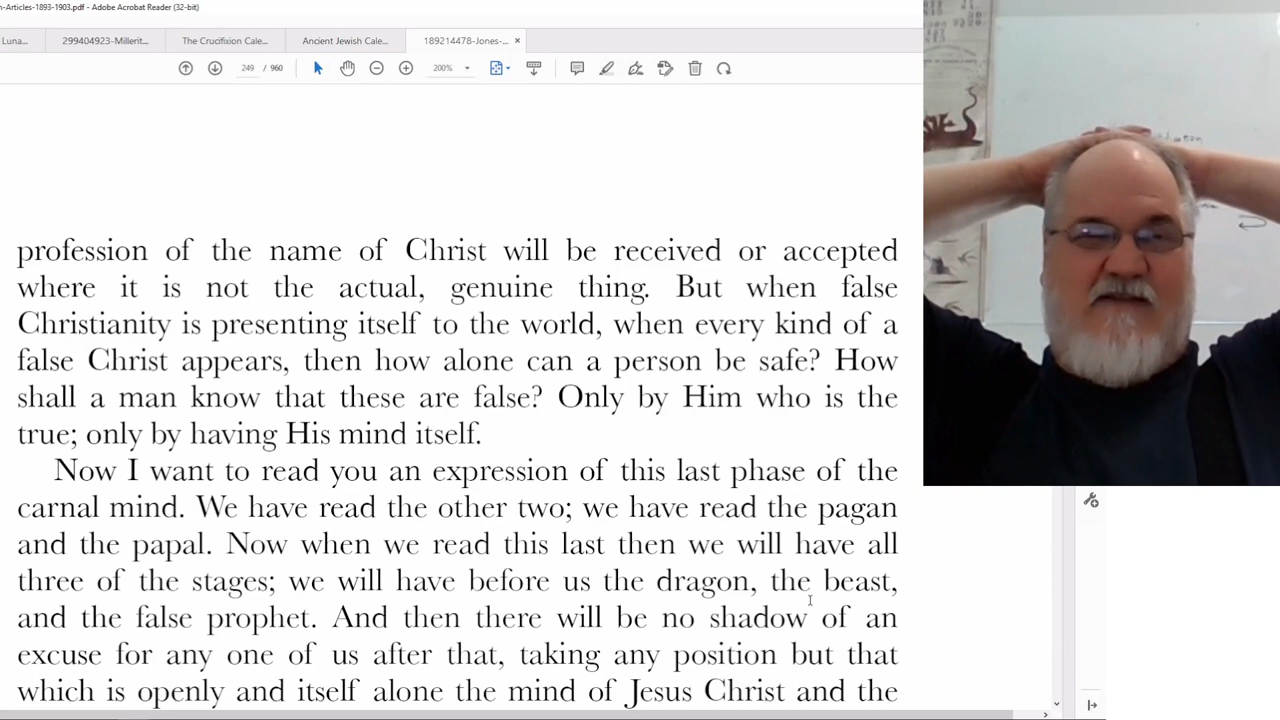 n-Articles-1893-1903.pdf - Adobe Acrobat Reader (32-bit)
Luna...
299404923-Millerit...
The Crucifixion Cale...
Ancient Jewish Cale...
189214478-Jones-...
249 / 960
200%
profession of the name of Christ will be received or accepted
where it is not the actual, genuine thing. But when false
Christianity is presenting itself to the world, when every kind of a
false Christ appears, then how alone can a person be safe? How
shall a man know that these are false? Only by Him who is the
true; only by having His mind itself.
Now I want to read you an expression of this last phase of the
carnal mind. We have read the other two; we have read the pagan
and the papal. Now when we read this last then we will have all
three of the stages; we will have before us the dragon, the beast,
and the false prophet. And then there will be no shadow of an
excuse for any one of us after that, taking any position but that
which is openly and itself alone the mind of Jesus Christ and the